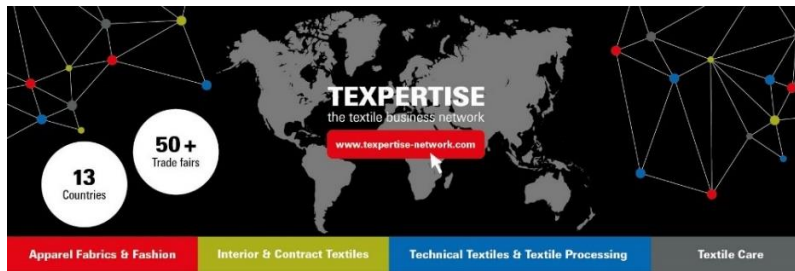 TEXPERTISE
the textile business network
www.texpertise-network.com
50+
Trade fairs
13
Countries
Apparel Fabrics & Fashion
Interior & Contract Textiles
Technical Textiles & Textile Processing
Textile Care